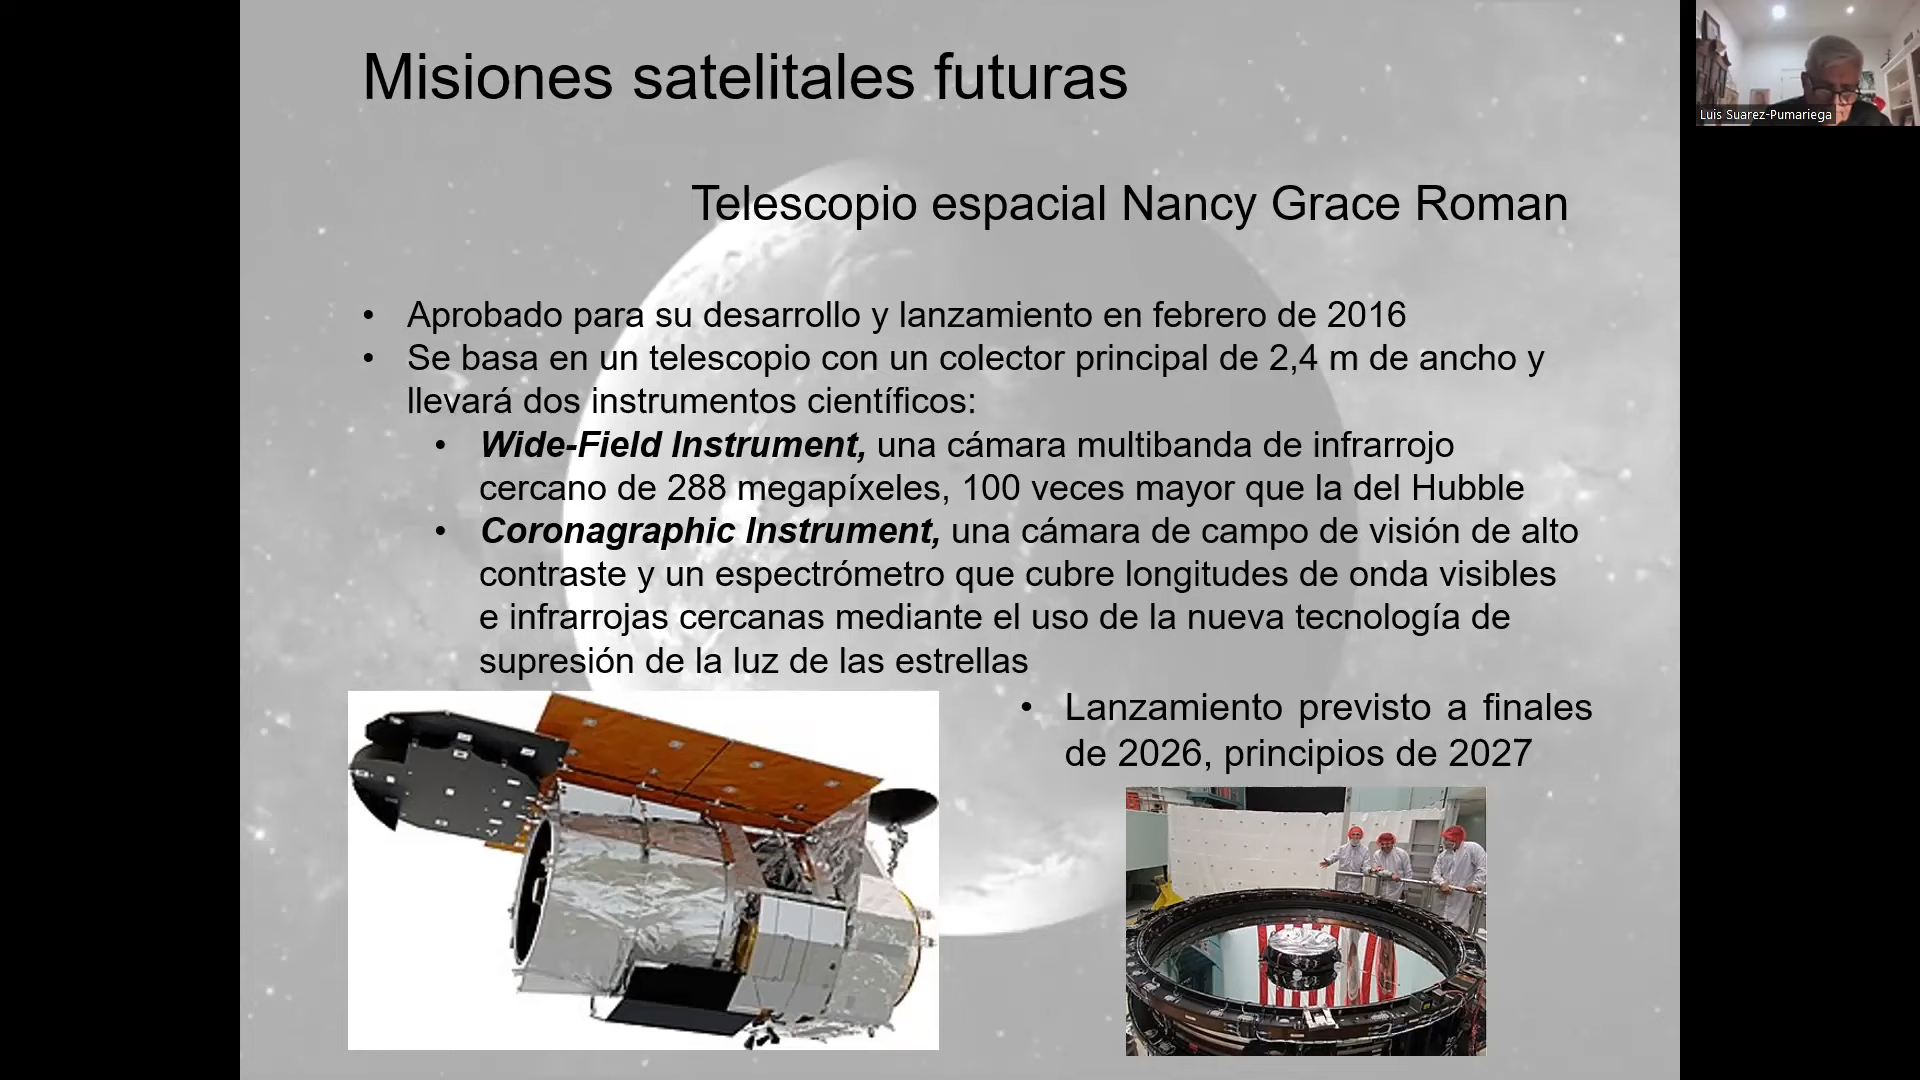 Misiones satelitales futuras
Luis Suarez-Pumariega
Telescopio espacial Nancy Grace Roman
• Aprobado para su desarrollo y lanzamiento en febrero de 2016
• Se basa en un telescopio con un colector principal de 2,4 m de ancho y
llevará dos instrumentos científicos:
• Wide-Field Instrument, una cámara multibanda de infrarrojo
cercano de 288 megapíxeles, 100 veces mayor que la del Hubble
• Coronagraphic Instrument, una cámara de campo de visión de alto
contraste y un espectrómetro que cubre longitudes de onda visibles
e infrarrojas cercanas mediante el uso de la nueva tecnología de
supresión de la luz de las estrellas
• Lanzamiento previsto a finales
de 2026, principios de 2027